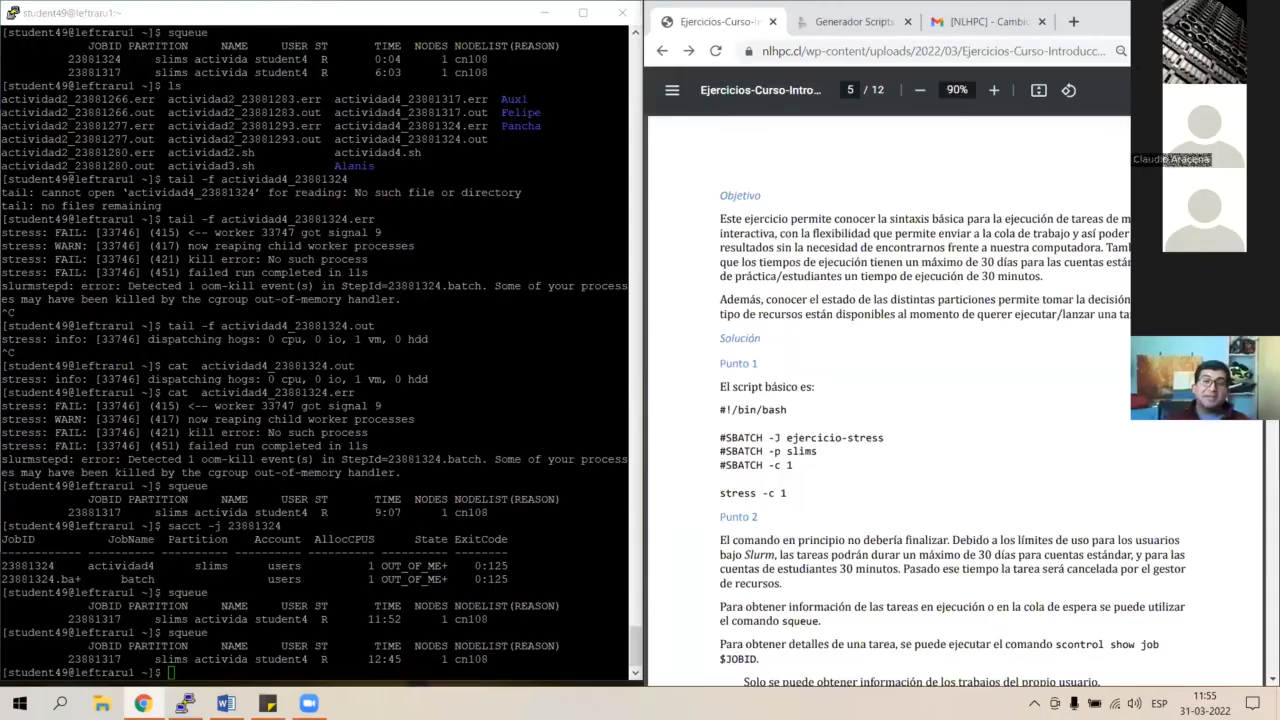 student49@leftraru1:~
[student49@leftraru1 ~]$ squeue
JOBID PARTITION NAME USER ST TIME NODES NODELIST(REASON)
23881324 slims activida student4 R 0:04 1 cn108
23881317 slims activida student4 R 6:03 1 cn108
[student49@leftraru1 ~]$ ls
actividad2_23881266.err actividad2_23881283.err actividad4_23881317.err Aux1
actividad2_23881266.out actividad2_23881283.out actividad4_23881317.out Felipe
actividad2_23881277.err actividad2_23881293.err actividad4_23881324.err Pancha
actividad2_23881277.out actividad2_23881293.out actividad4_23881324.out
actividad2_23881280.err actividad2.sh actividad4.sh
actividad2_23881280.out actividad3.sh Alanis
[student49@leftraru1 ~]$ tail -f actividad4_23881324
tail: cannot open ‘actividad4_23881324’ for reading: No such file or directory
tail: no files remaining
[student49@leftraru1 ~]$ tail -f actividad4_23881324.err
stress: FAIL: [33746] (415) <-- worker 33747 got signal 9
stress: WARN: [33746] (417) now reaping child worker processes
stress: FAIL: [33746] (421) kill error: No such process
stress: FAIL: [33746] (451) failed run completed in 11s
slurmstepd: error: Detected 1 oom-kill event(s) in StepId=23881324.batch. Some of your process
es may have been killed by the cgroup out-of-memory handler.
^C
[student49@leftraru1 ~]$ tail -f actividad4_23881324.out
stress: info: [33746] dispatching hogs: 0 cpu, 0 io, 1 vm, 0 hdd
^C
[student49@leftraru1 ~]$ cat  actividad4_23881324.out
stress: info: [33746] dispatching hogs: 0 cpu, 0 io, 1 vm, 0 hdd
[student49@leftraru1 ~]$ cat  actividad4_23881324.err
stress: FAIL: [33746] (415) <-- worker 33747 got signal 9
stress: WARN: [33746] (417) now reaping child worker processes
stress: FAIL: [33746] (421) kill error: No such process
stress: FAIL: [33746] (451) failed run completed in 11s
slurmstepd: error: Detected 1 oom-kill event(s) in StepId=23881324.batch. Some of your process
es may have been killed by the cgroup out-of-memory handler.
[student49@leftraru1 ~]$ squeue
JOBID PARTITION NAME USER ST TIME NODES NODELIST(REASON)
23881317 slims activida student4 R 9:07 1 cn108
[student49@leftraru1 ~]$ sacct -j 23881324
JobID JobName Partition Account AllocCPUS State ExitCode
------------ ---------- ---------- ---------- ---------- ---------- --------
23881324 actividad4 slims users 1 OUT_OF_ME+ 0:125
23881324.ba+ batch users 1 OUT_OF_ME+ 0:125
[student49@leftraru1 ~]$ squeue
JOBID PARTITION NAME USER ST TIME NODES NODELIST(REASON)
23881317 slims activida student4 R 11:52 1 cn108
[student49@leftraru1 ~]$ squeue
JOBID PARTITION NAME USER ST TIME NODES NODELIST(REASON)
23881317 slims activida student4 R 12:45 1 cn108
[student49@leftraru1 ~]$
Ejercicios-Curso-In Generador Scripts [NLHPC] - Cambic
nlhpc.cl/wp-content/uploads/2022/03/Ejercicios-Curso-Introducc...
Ejercicios-Curso-Intro... 5 / 12 90%
Objetivo
Este ejercicio permite conocer la sintaxis básica para la ejecución de tareas de m
interactiva, con la flexibilidad que permite enviar a la cola de trabajo y así poder
resultados sin la necesidad de encontrarnos frente a nuestra computadora. Tam
que los tiempos de ejecución tienen un máximo de 30 días para las cuentas están
de práctica/estudiantes un tiempo de ejecución de 30 minutos.
Además, conocer el estado de las distintas particiones permite tomar la decisión
tipo de recursos están disponibles al momento de querer ejecutar/lanzar una ta
Solución
Punto 1
El script básico es:
#!/bin/bash
#SBATCH -J ejercicio-stress
#SBATCH -p slims
#SBATCH -c 1
stress -c 1
Punto 2
El comando en principio no debería finalizar. Debido a los límites de uso para los usuarios
bajo Slurm, las tareas podrán durar un máximo de 30 días para cuentas estándar, y para las
cuentas de estudiantes 30 minutos. Pasado ese tiempo la tarea será cancelada por el gestor
de recursos.
Para obtener información de las tareas en ejecución o en la cola de espera se puede utilizar
el comando squeue.
Para obtener detalles de una tarea, se puede ejecutar el comando scontrol show job
$JOBID.
Solo se puede obtener información de los trabajos del propio usuario.
Claudio Aracena
ESP
11:55
31-03-2022